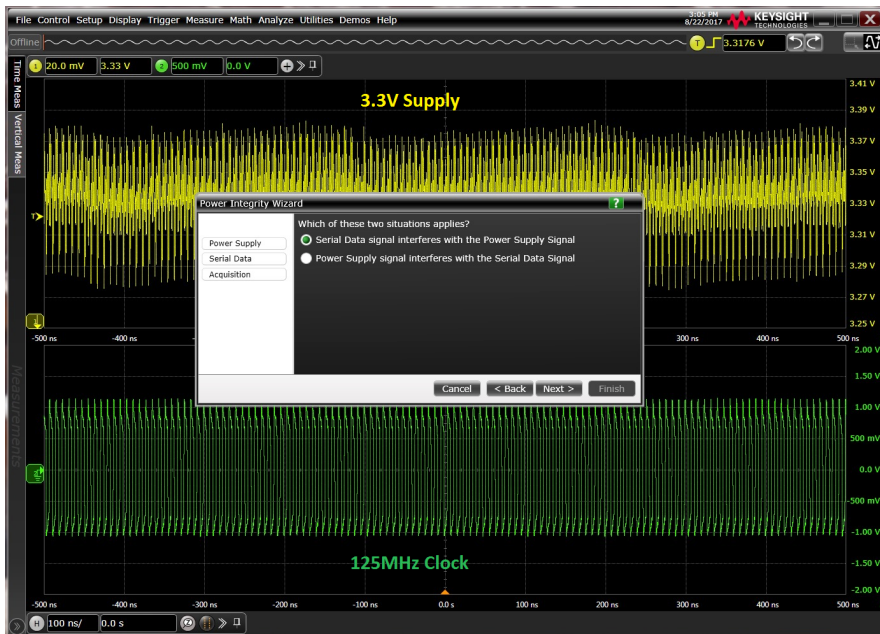 File Control Setup Display Trigger Measure Math Analyze Utilities Demos Help
3:05 PM
8/22/2017
KEYSIGHT
TECHNOLOGIES
Offline
T
3.3176 V
1 20.0 mV 3.33 V 2 500 mV 0.0 V
Time Meas
Vertical Meas
Measurements
3.3V Supply
3.41 V
3.39 V
3.37 V
3.35 V
3.33 V
3.31 V
3.29 V
3.27 V
3.25 V
T
Power Integrity Wizard
?
Power Supply
Serial Data
Acquisition
Which of these two situations applies?
Serial Data signal interferes with the Power Supply Signal
Power Supply signal interferes with the Serial Data Signal
Cancel < Back Next > Finish
-500 ns -400 ns 300 ns 400 ns 500 ns
2.00 V
1.50 V
1.00 V
500 mV
0.0 V
-500 mV
-1.00 V
-1.50 V
-2.00 V
125MHz Clock
-500 ns -400 ns -300 ns -200 ns -100 ns 0.0 s 100 ns 200 ns 300 ns 400 ns 500 ns
H 100 ns/ 0.0 s